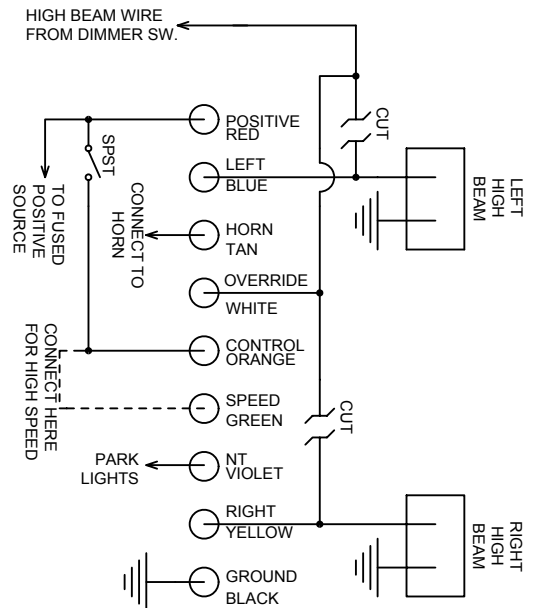 HIGH BEAM WIRE
FROM DIMMER SW.
POSITIVE
RED
SPST
CUT
LEFT
BLUE
TO FUSED
POSITIVE
SOURCE
CONNECT TO
HORN
LEFT
HIGH
BEAM
HORN
TAN
OVERRIDE
WHITE
CONTROL
ORANGE
CONNECT HERE
FOR HIGH SPEED
SPEED
GREEN
CUT
PARK
LIGHTS
NT
VIOLET
RIGHT
YELLOW
RIGHT
HIGH
BEAM
GROUND
BLACK